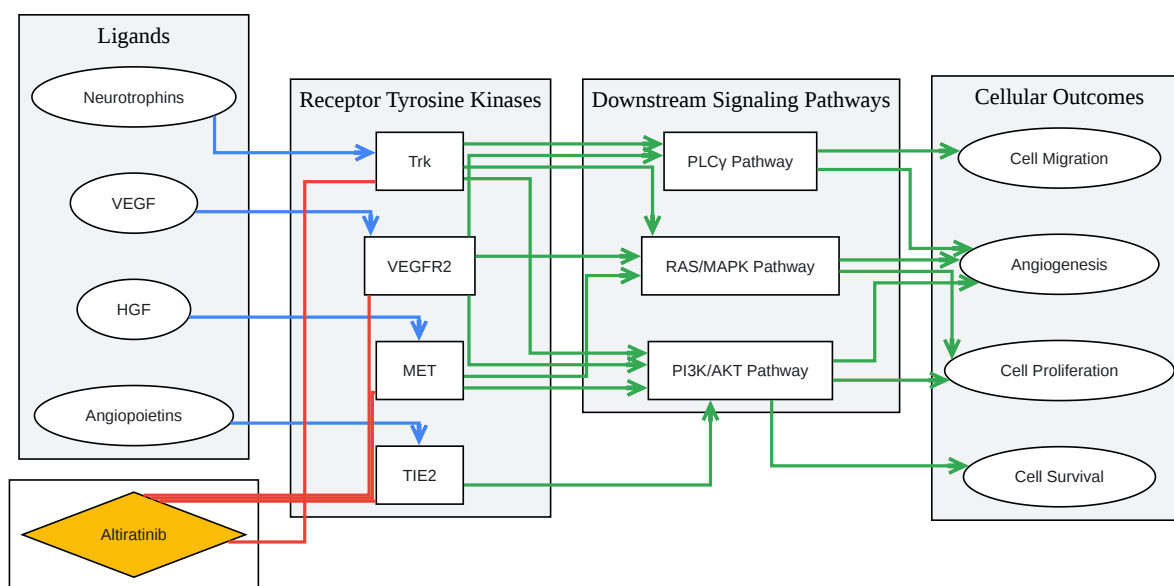 Ligands
Neurotrophins
VEGF
HGF
Angiopoietins
Altiratinib
Receptor Tyrosine Kinases
Trk
VEGFR2
MET
TIE2
Downstream Signaling Pathways
PLCγ Pathway
RAS/MAPK Pathway
PI3K/AKT Pathway
Cellular Outcomes
Cell Migration
Angiogenesis
Cell Proliferation
Cell Survival